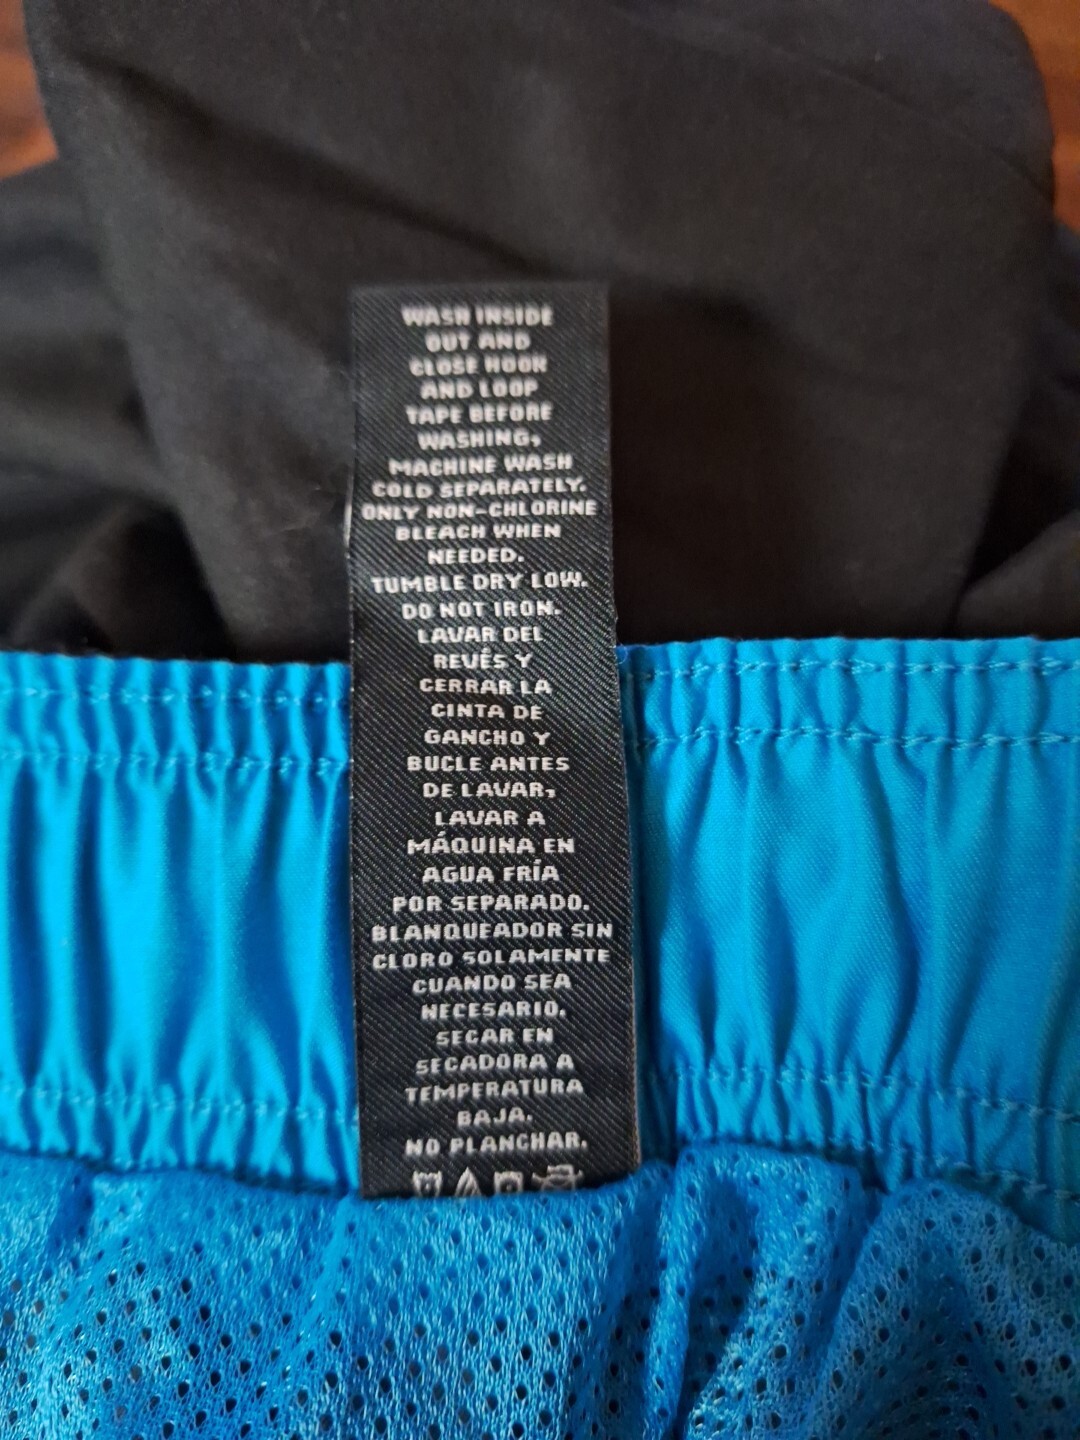 WASH INSIDE
OUT AND
CLOSE HOOK
AND LOOP
TAPE BEFORE
WASHING,
MACHINE WASH
COLD SEPARATELY.
ONLY NON-CHLORINE
BLEACH WHEN
NEEDED.
TUMBLE DRY LOW.
DO NOT IRON.
LAVAR DEL
REVÉS Y
CERRAR LA
CINTA DE
GANCHO Y
BUCLE ANTES
DE LAVAR,
LAVAR A
MÁQUINA EN
AGUA FRÍA
POR SEPARADO.
BLANQUEADOR SIN
CLORO SOLAMENTE
CUANDO SEA
NECESARIO.
SECAR EN
SECADORA A
TEMPERATURA
BAJA.
NO PLANCHAR.